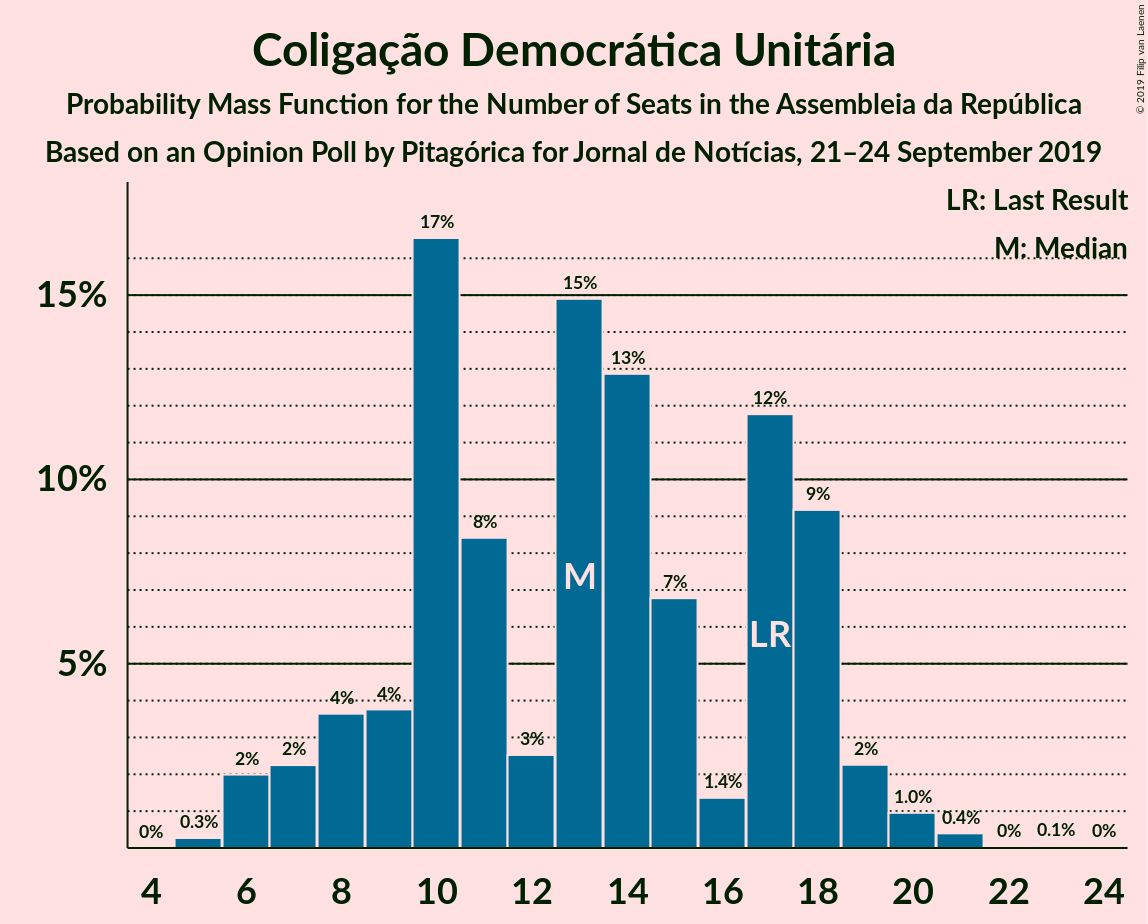 Coligação Democrática Unitária
Probability Mass Function for the Number of Seats in the Assembleia da República
Based on an Opinion Poll by Pitagórica for Jornal de Notícias, 21–24 September 2019
© 2019 Filip van Laenen
LR: Last Result
M: Median
15%
10%
5%
0%
0.3%
2%
2%
4%
4%
17%
8%
3%
15%
13%
7%
1.4%
12%
9%
2%
1.0%
0.4%
0%
0.1%
0%
M
LR
4 6 8 10 12 14 16 18 20 22 24